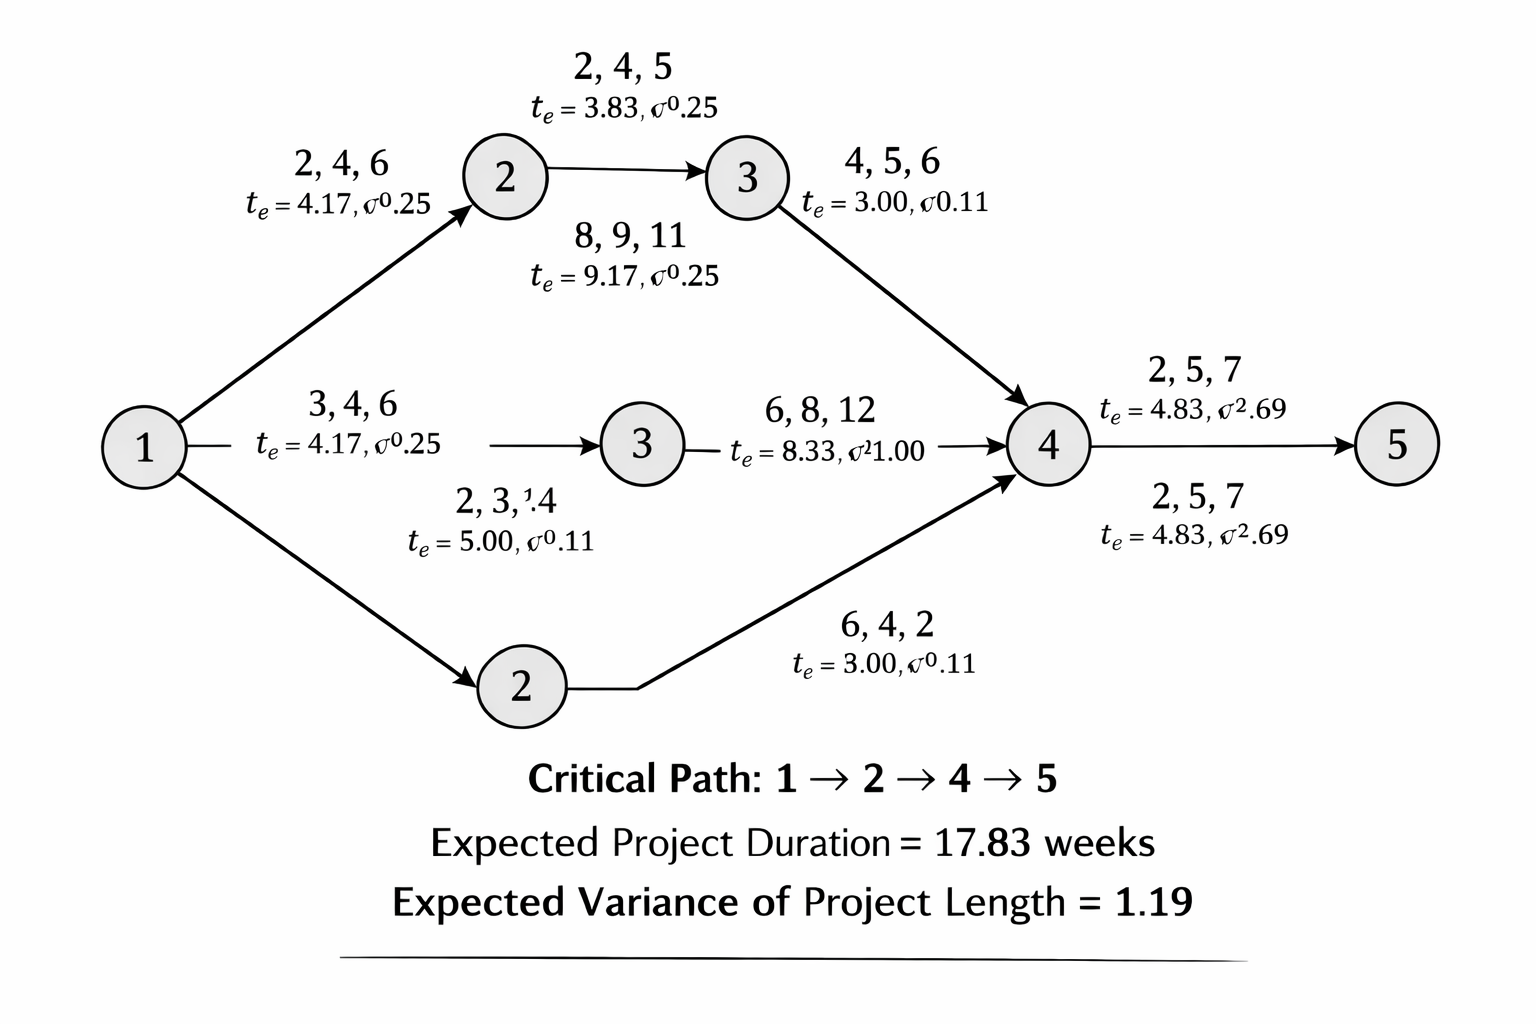 2, 4, 5
tₑ = 3.83, σ⁰.25
2, 4, 6
tₑ = 4.17, σ⁰.25
2
3
4, 5, 6
tₑ = 3.00, σ0.11
8, 9, 11
tₑ = 9.17, σ⁰.25
1
3, 4, 6
tₑ = 4.17, σ⁰.25
3
6, 8, 12
tₑ = 8.33, σ²1.00
4
2, 5, 7
tₑ = 4.83, σ².69
5
2, 3, 4
tₑ = 5.00, σ⁰.11
2, 5, 7
tₑ = 4.83, σ².69
2
6, 4, 2
tₑ = 3.00, σ⁰.11
Critical Path: 1 → 2 → 4 → 5
Expected Project Duration = 17.83 weeks
Expected Variance of Project Length = 1.19